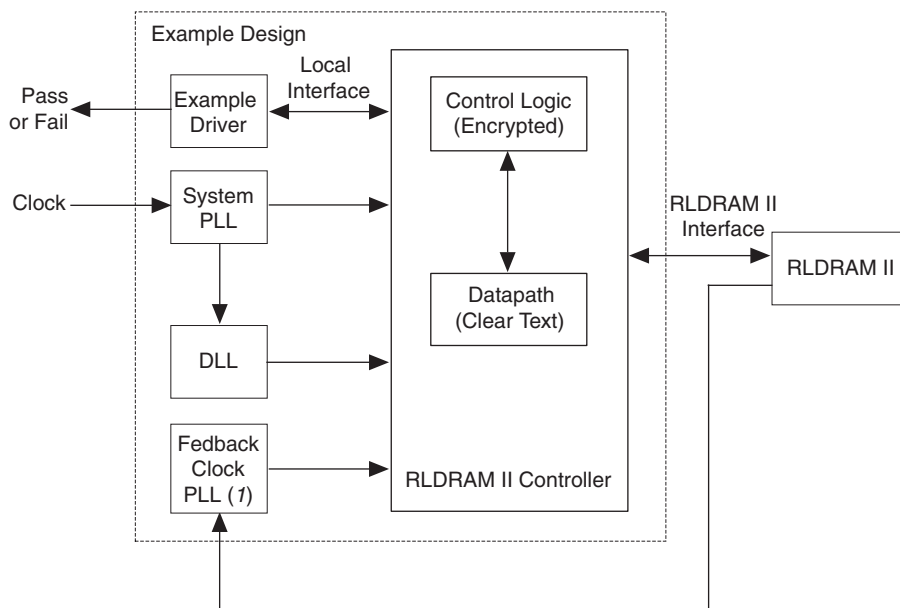 Example Design
Pass
or Fail
Example
Driver
Local
Interface
Control Logic
(Encrypted)
Clock
System
PLL
RLDRAM II
Interface
RLDRAM II
Datapath
(Clear Text)
DLL
Fedback
Clock
PLL (1)
RLDRAM II Controller